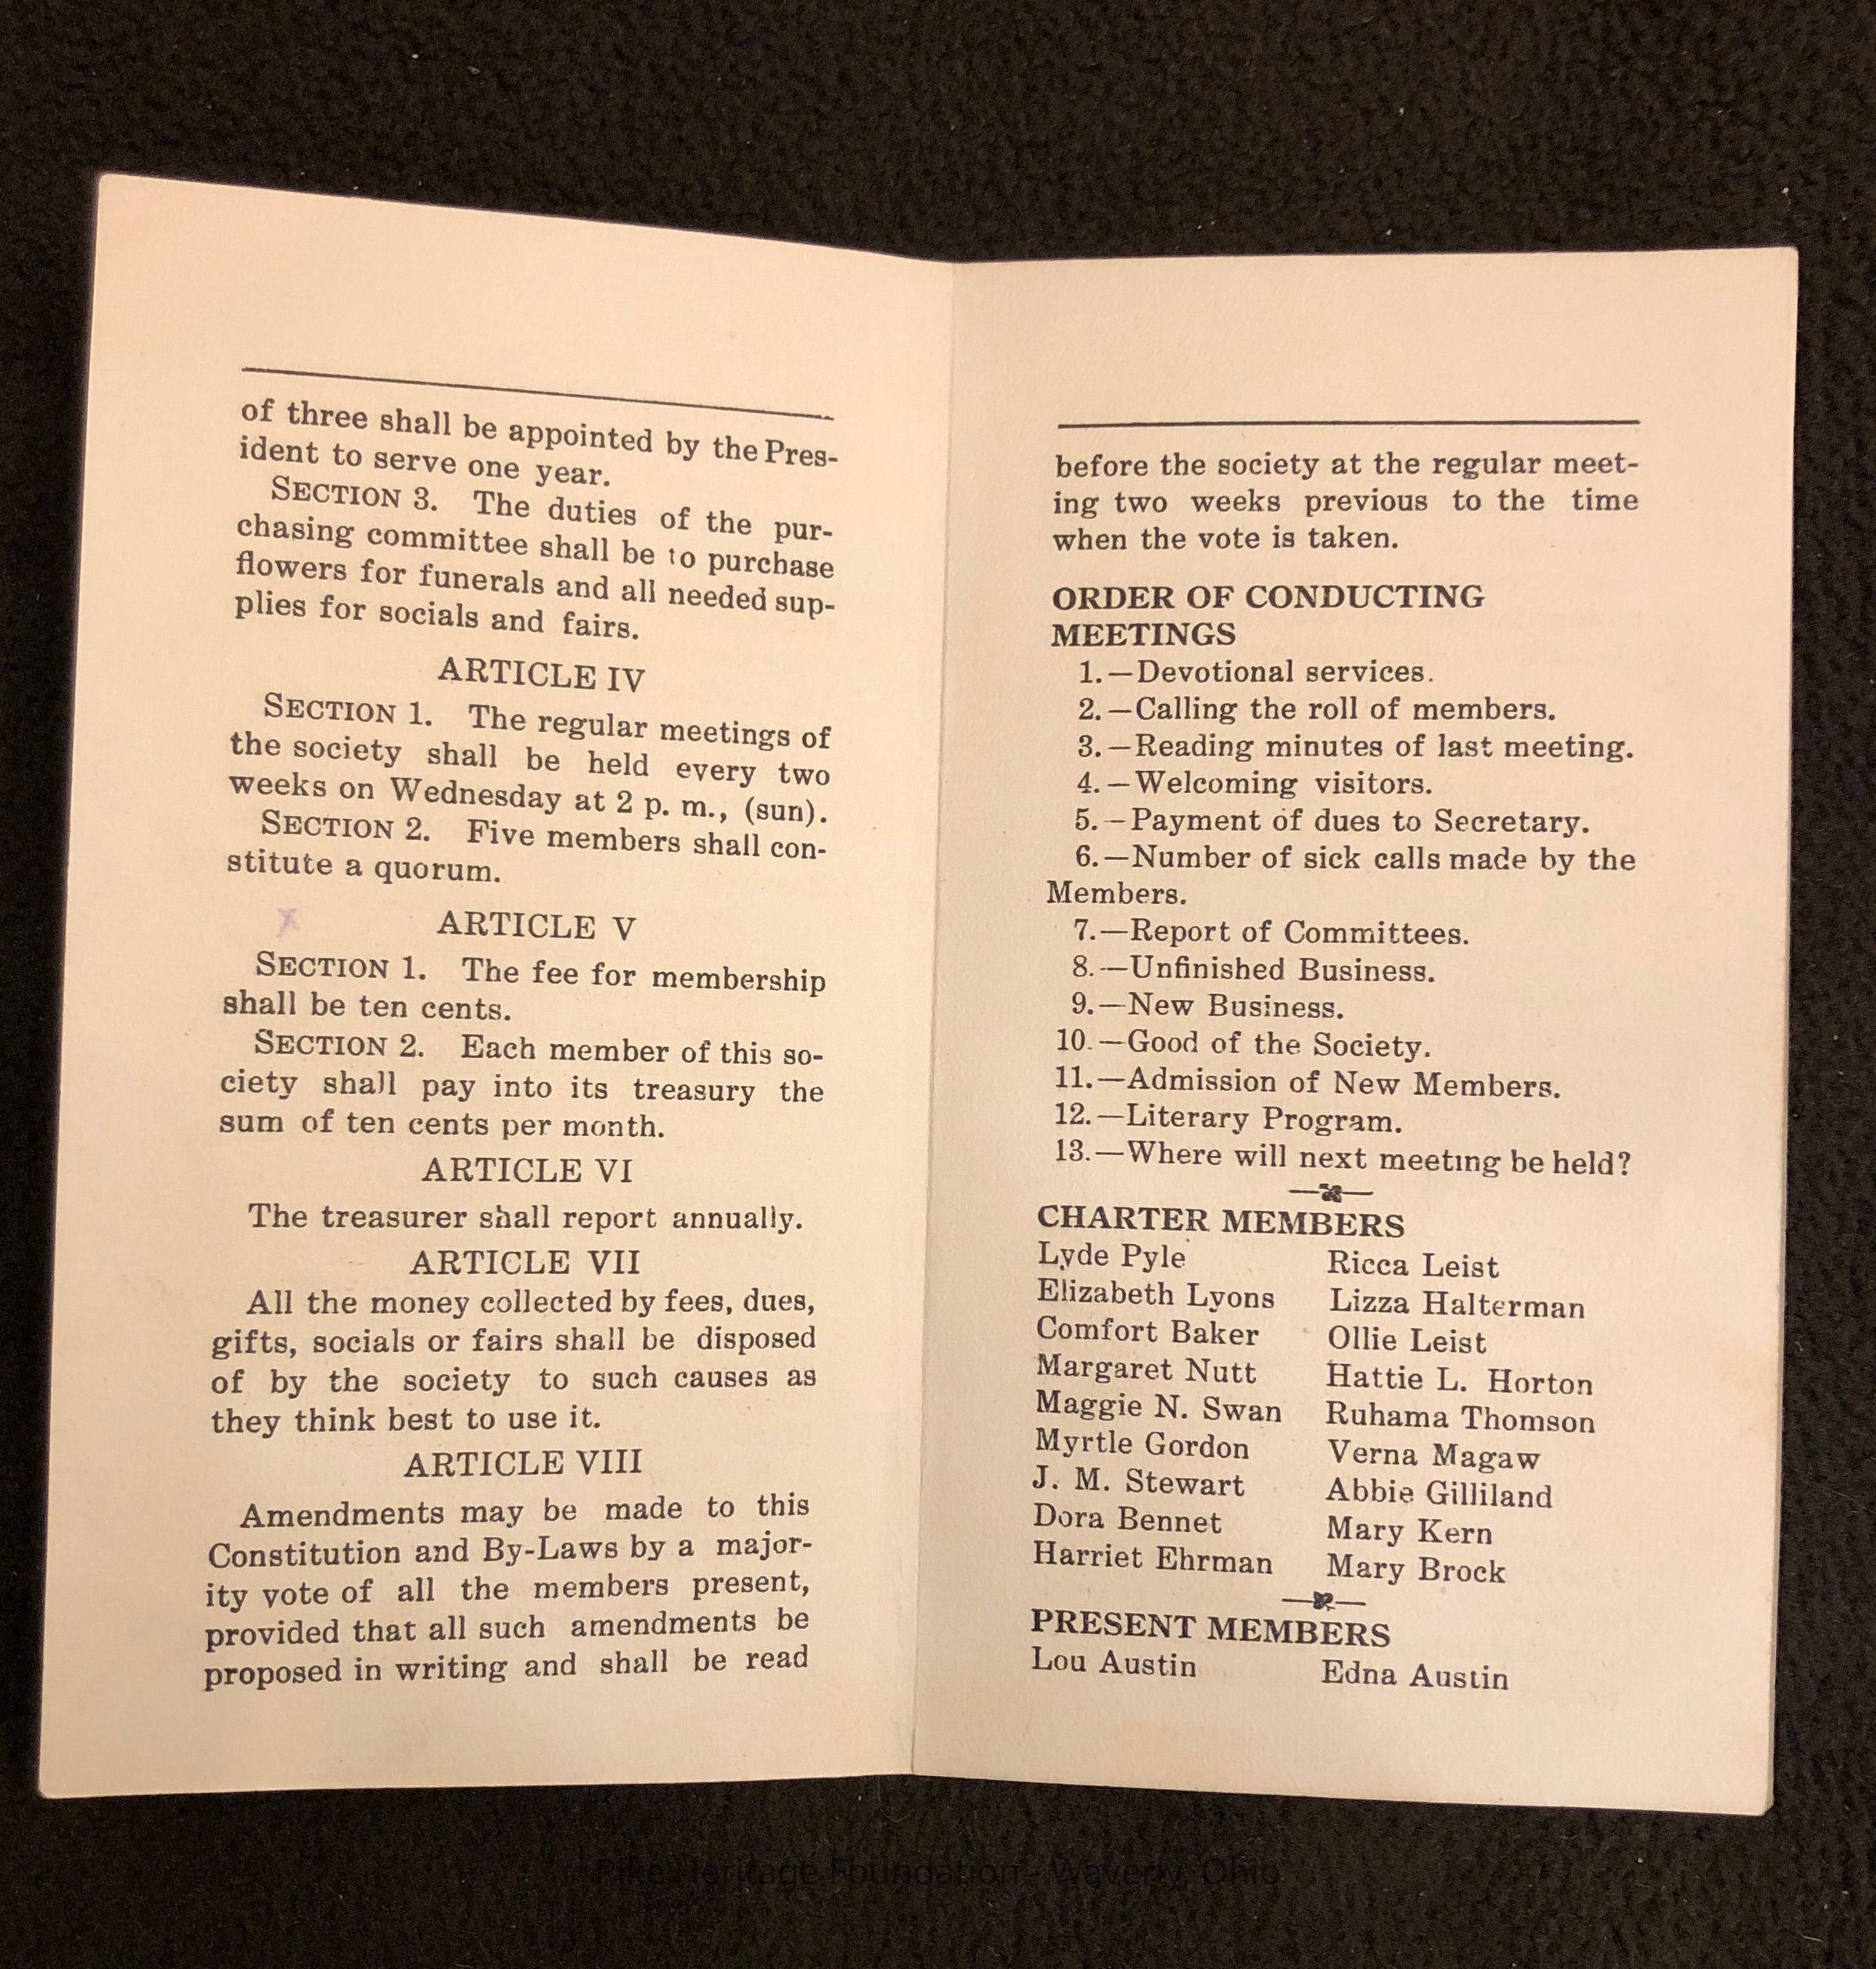 of three shall be appointed by the Pres-
ident to serve one year.
SECTION 3. The duties of the pur-
chasing committee shall be to purchase
flowers for funerals and all needed sup-
plies for socials and fairs.
ARTICLE IV
SECTION 1. The regular meetings of
the society shall be held every two
weeks on Wednesday at 2 p. m., (sun).
SECTION 2. Five members shall con-
stitute a quorum.
x
ARTICLE V
SECTION 1. The fee for membership
shall be ten cents.
SECTION 2. Each member of this so-
ciety shall pay into its treasury the
sum of ten cents per month.
ARTICLE VI
The treasurer shall report annually.
ARTICLE VII
All the money collected by fees, dues,
gifts, socials or fairs shall be disposed
of by the society to such causes as
they think best to use it.
ARTICLE VIII
Amendments may be made to this
Constitution and By-Laws by a major-
ity vote of all the members present,
provided that all such amendments be
proposed in writing and shall be read
before the society at the regular meet-
ing two weeks previous to the time
when the vote is taken.
ORDER OF CONDUCTING
MEETINGS
1.—Devotional services.
2.—Calling the roll of members.
3.—Reading minutes of last meeting.
4.—Welcoming visitors.
5.—Payment of dues to Secretary.
6.—Number of sick calls made by the
Members.
7.—Report of Committees.
8.—Unfinished Business.
9.—New Business.
10.—Good of the Society.
11.—Admission of New Members.
12.—Literary Program.
13.—Where will next meeting be held?
CHARTER MEMBERS
Lyde Pyle Ricca Leist
Elizabeth Lyons Lizza Halterman
Comfort Baker Ollie Leist
Margaret Nutt Hattie L. Horton
Maggie N. Swan Ruhama Thomson
Myrtle Gordon Verna Magaw
J. M. Stewart Abbie Gilliland
Dora Bennet Mary Kern
Harriet Ehrman Mary Brock
PRESENT MEMBERS
Lou Austin Edna Austin
Pike Heritage Foundation - Waverly, Ohio